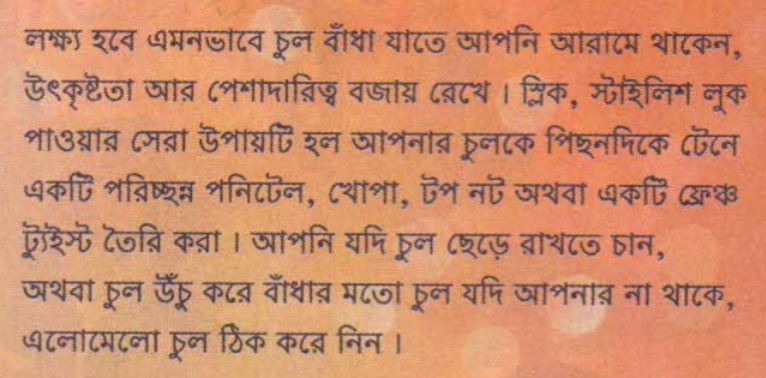 লক্ষ্য হবে এমনভাবে চুল বাঁধা যাতে আপনি আরামে থাকেন,
উৎকৃষ্টতা আর পেশাদারিত্ব বজায় রেখে । স্লিক, স্টাইলিশ লুক
পাওয়ার সেরা উপায়টি হল আপনার চুলকে পিছনদিকে টেনে
একটি পরিচ্ছন্ন পনিটেল, খোপা, টপ নট অথবা একটি ফ্রেঞ্চ
ট্যুইস্ট তৈরি করা । আপনি যদি চুল ছেড়ে রাখতে চান,
অথবা চুল উঁচু করে বাঁধার মতো চুল যদি আপনার না থাকে,
এলোমেলো চুল ঠিক করে নিন ।